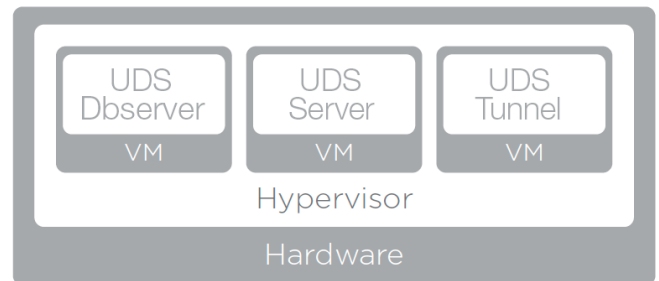 UDS
Dbserver
VM
UDS
Server
VM
UDS
Tunnel
VM
Hypervisor
Hardware